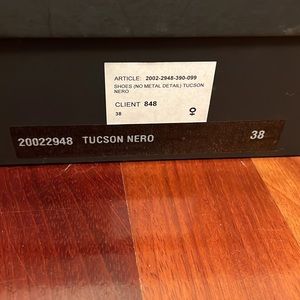 ARTICLE: 2002-2948-390-099
SHOES (NO METAL DETAIL) TUCSON
NERO
CLIENT 848
38
20022948 TUCSON NERO 38